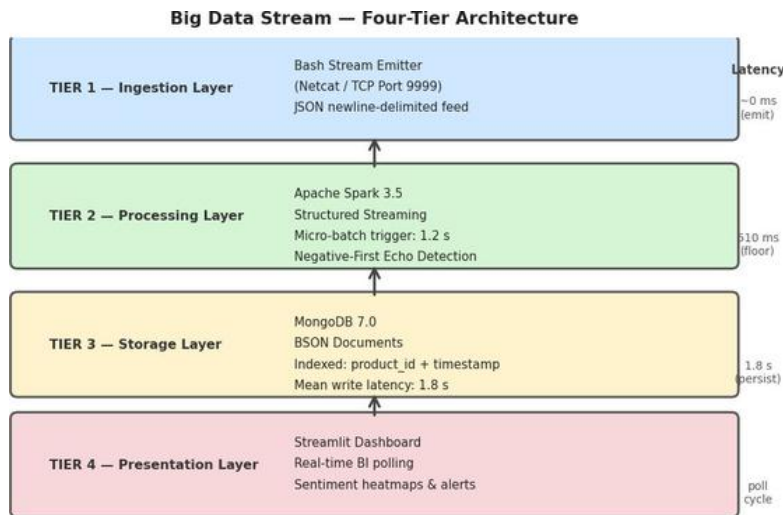 Big Data Stream — Four-Tier Architecture
Latency
TIER 1 — Ingestion Layer
Bash Stream Emitter
(Netcat / TCP Port 9999)
JSON newline-delimited feed
~0 ms
(emit)
TIER 2 — Processing Layer
Apache Spark 3.5
Structured Streaming
Micro-batch trigger: 1.2 s
Negative-First Echo Detection
510 ms
(floor)
TIER 3 — Storage Layer
MongoDB 7.0
BSON Documents
Indexed: product_id + timestamp
Mean write latency: 1.8 s
1.8 s
(persist)
TIER 4 — Presentation Layer
Streamlit Dashboard
Real-time BI polling
Sentiment heatmaps & alerts
poll
cycle